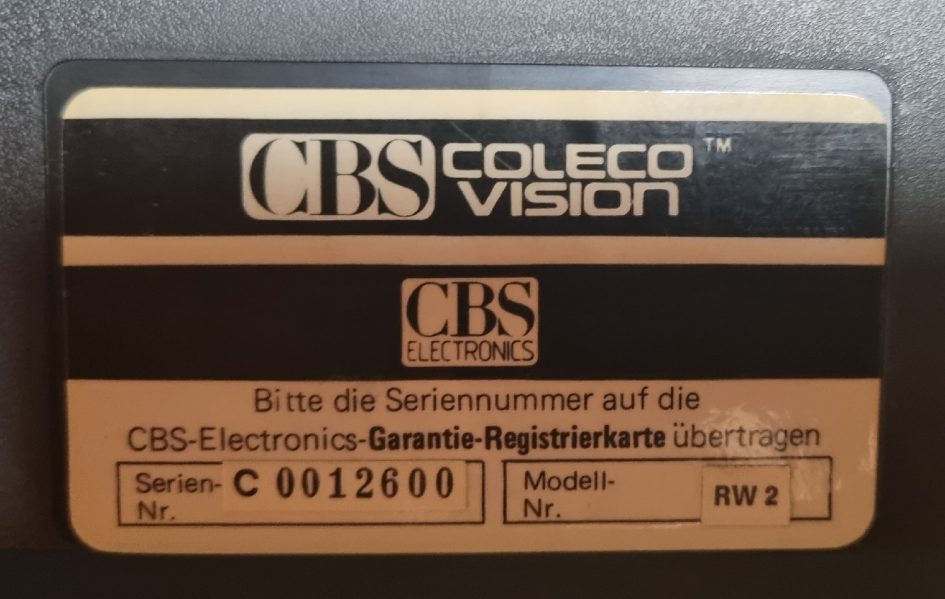 CBS COLECO VISION ™
CBS
ELECTRONICS
Bitte die Seriennummer auf die
CBS-Electronics-Garantie-Registrierkarte übertragen
Serien-Nr. C 0012600
Modell-Nr. RW 2